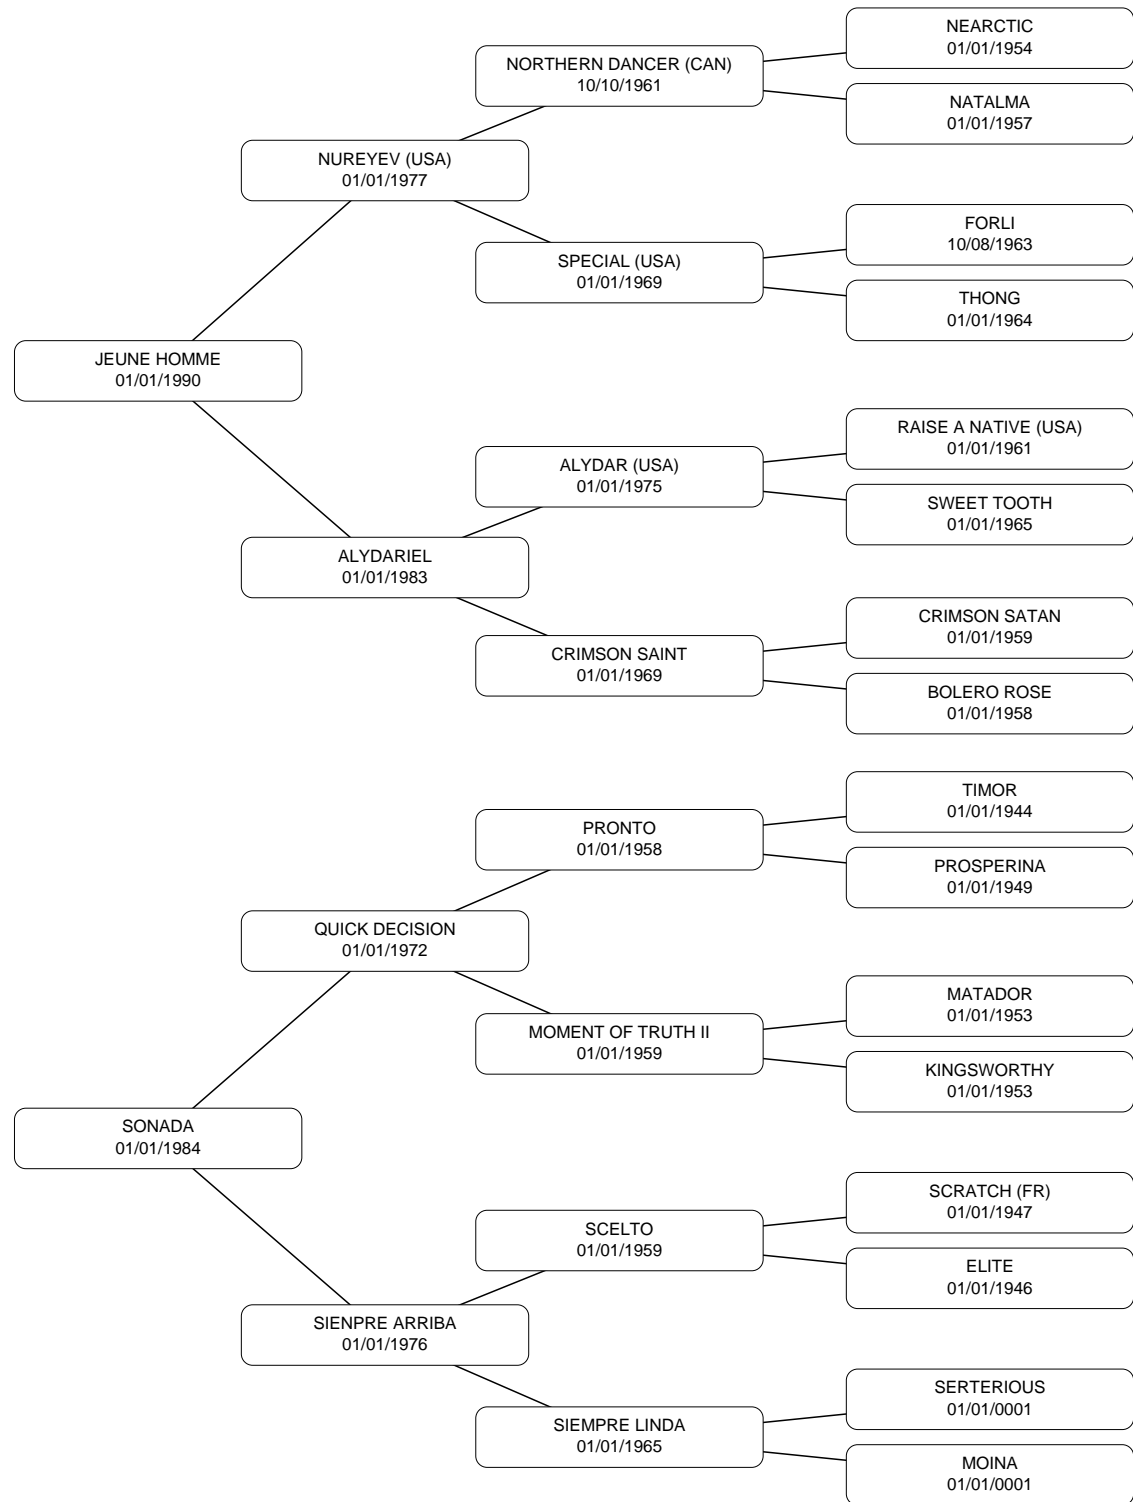 NEARCTIC
01/01/1954
NORTHERN DANCER (CAN)
10/10/1961
NATALMA
01/01/1957
NUREYEV (USA)
01/01/1977
FORLI
10/08/1963
SPECIAL (USA)
01/01/1969
THONG
01/01/1964
JEUNE HOMME
01/01/1990
RAISE A NATIVE (USA)
01/01/1961
ALYDAR (USA)
01/01/1975
SWEET TOOTH
01/01/1965
ALYDARIEL
01/01/1983
CRIMSON SATAN
01/01/1959
CRIMSON SAINT
01/01/1969
BOLERO ROSE
01/01/1958
TIMOR
01/01/1944
PRONTO
01/01/1958
PROSPERINA
01/01/1949
QUICK DECISION
01/01/1972
MATADOR
01/01/1953
MOMENT OF TRUTH II
01/01/1959
KINGSWORTHY
01/01/1953
SONADA
01/01/1984
SCRATCH (FR)
01/01/1947
SCELTO
01/01/1959
ELITE
01/01/1946
SIENPRE ARRIBA
01/01/1976
SERTERIOUS
01/01/0001
SIEMPRE LINDA
01/01/1965
MOINA
01/01/0001